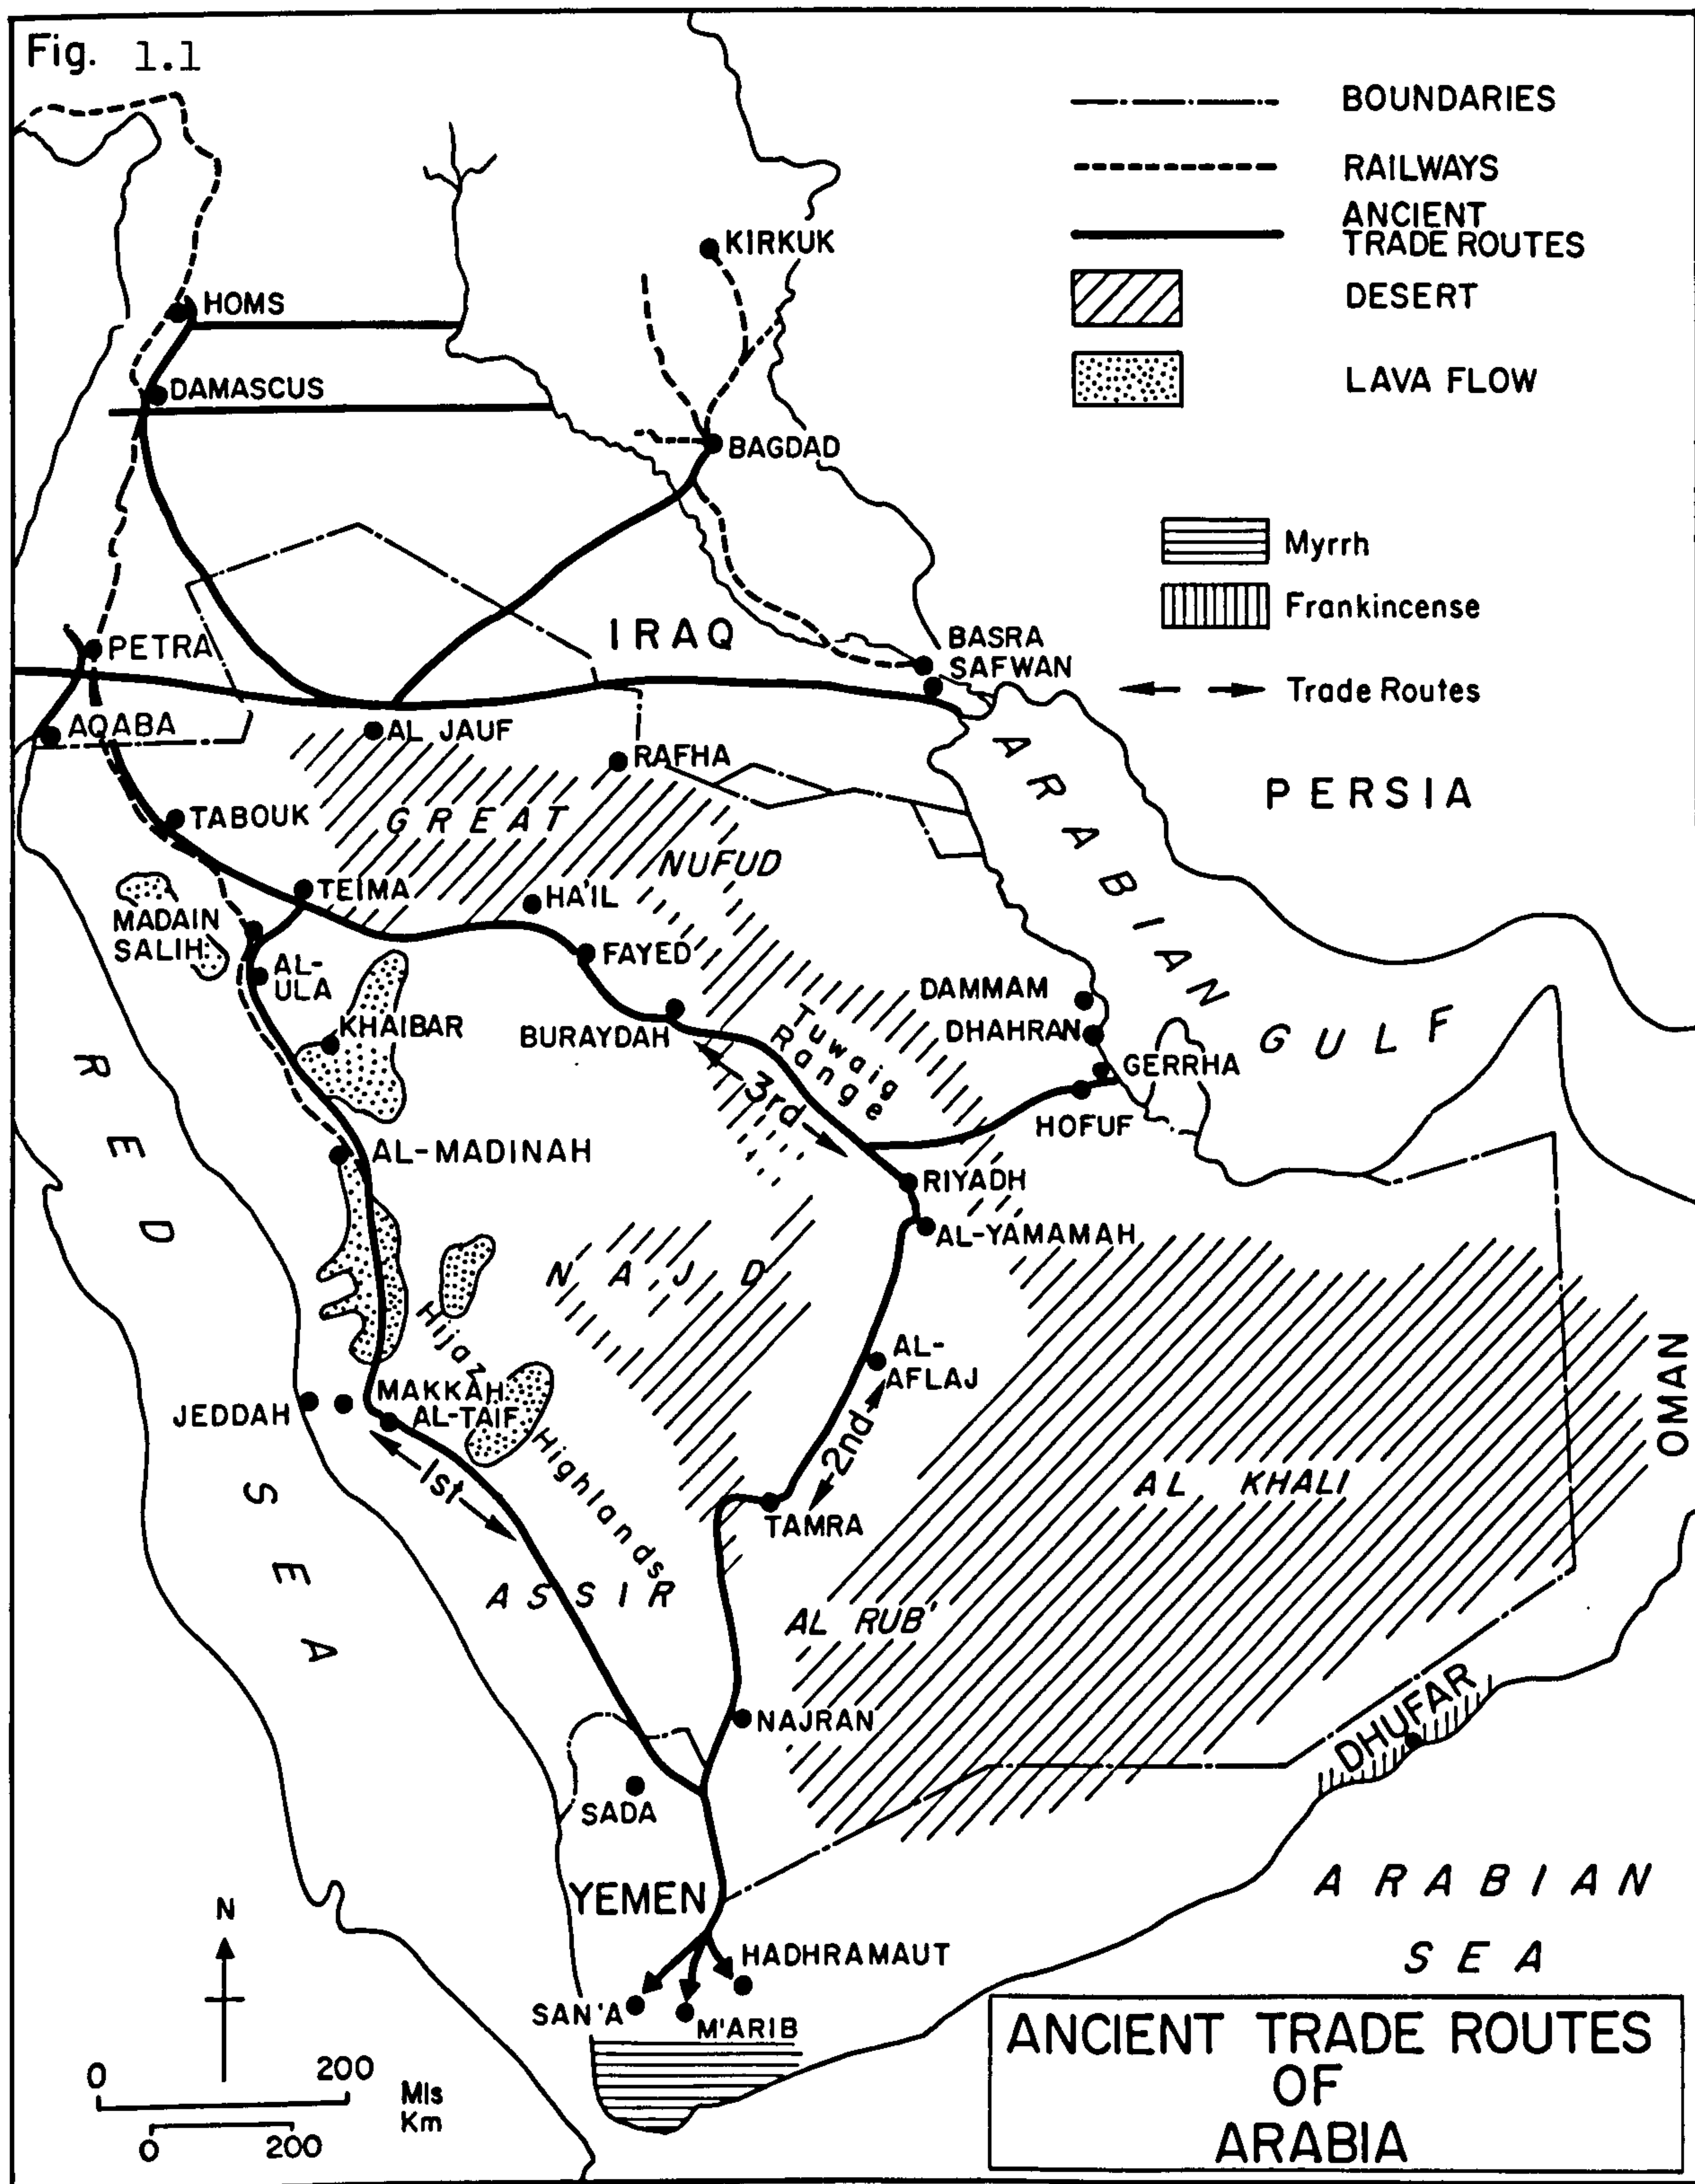 Fig. 1.1
BOUNDARIES
RAILWAYS
ANCIENT
TRADE ROUTES
DESERT
LAVA FLOW
Myrrh
Frankincense
Trade Routes
KIRKUK
HOMS
DAMASCUS
BAGDAD
IRAQ
PETRA
BASRA
SAFWAN
AQABA
AL JAUF
RAFHA
PERSIA
ARABIAN GULF
TABOUK
GREAT
NUFUD
TEIMA
HA'IL
MADAIN
SALIH
FAYED
AL-
ULA
DAMMAM
KHAIBAR
BURAYDAH
Tuwaig
Range
DHAHRAN
GERRHA
3rd
HOFUF
RED SEA
AL-MADINAH
RIYADH
AL-YAMAMAH
NAJD
Hijaz Highlands
AL-
AFLAJ
OMAN
MAKKAH
JEDDAH
AL-TAIF
1st
2nd
AL KHALI
TAMRA
ASSIR
AL RUB'
NAJRAN
DHUFAR
SADA
YEMEN
ARABIAN
SEA
N
HADHRAMAUT
SAN'A
M'ARIB
0 200
Mls
Km
0 200
ANCIENT TRADE ROUTES
OF
ARABIA